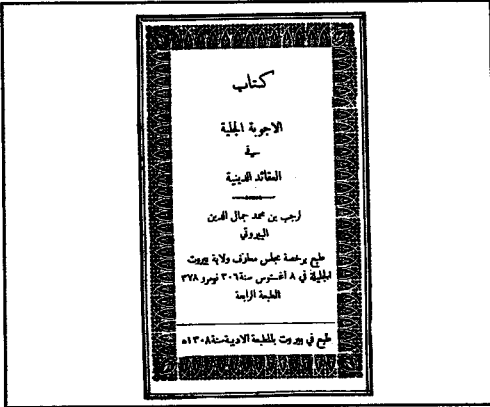 كتاب
الاجوبة الجلية
في
العقائد الدينية
لرجب بن محمد جمال الدين
البيروتي
طبع برخصة مجلس معارف ولاية بيروت
الجليلة في ٨ اغستوس سنة ٣٠٦ نومرو ٣٧٨
الطبعة الرابعة
طبع في بيروت بالمطبعة الادبية سنة ١٣٠٨ه